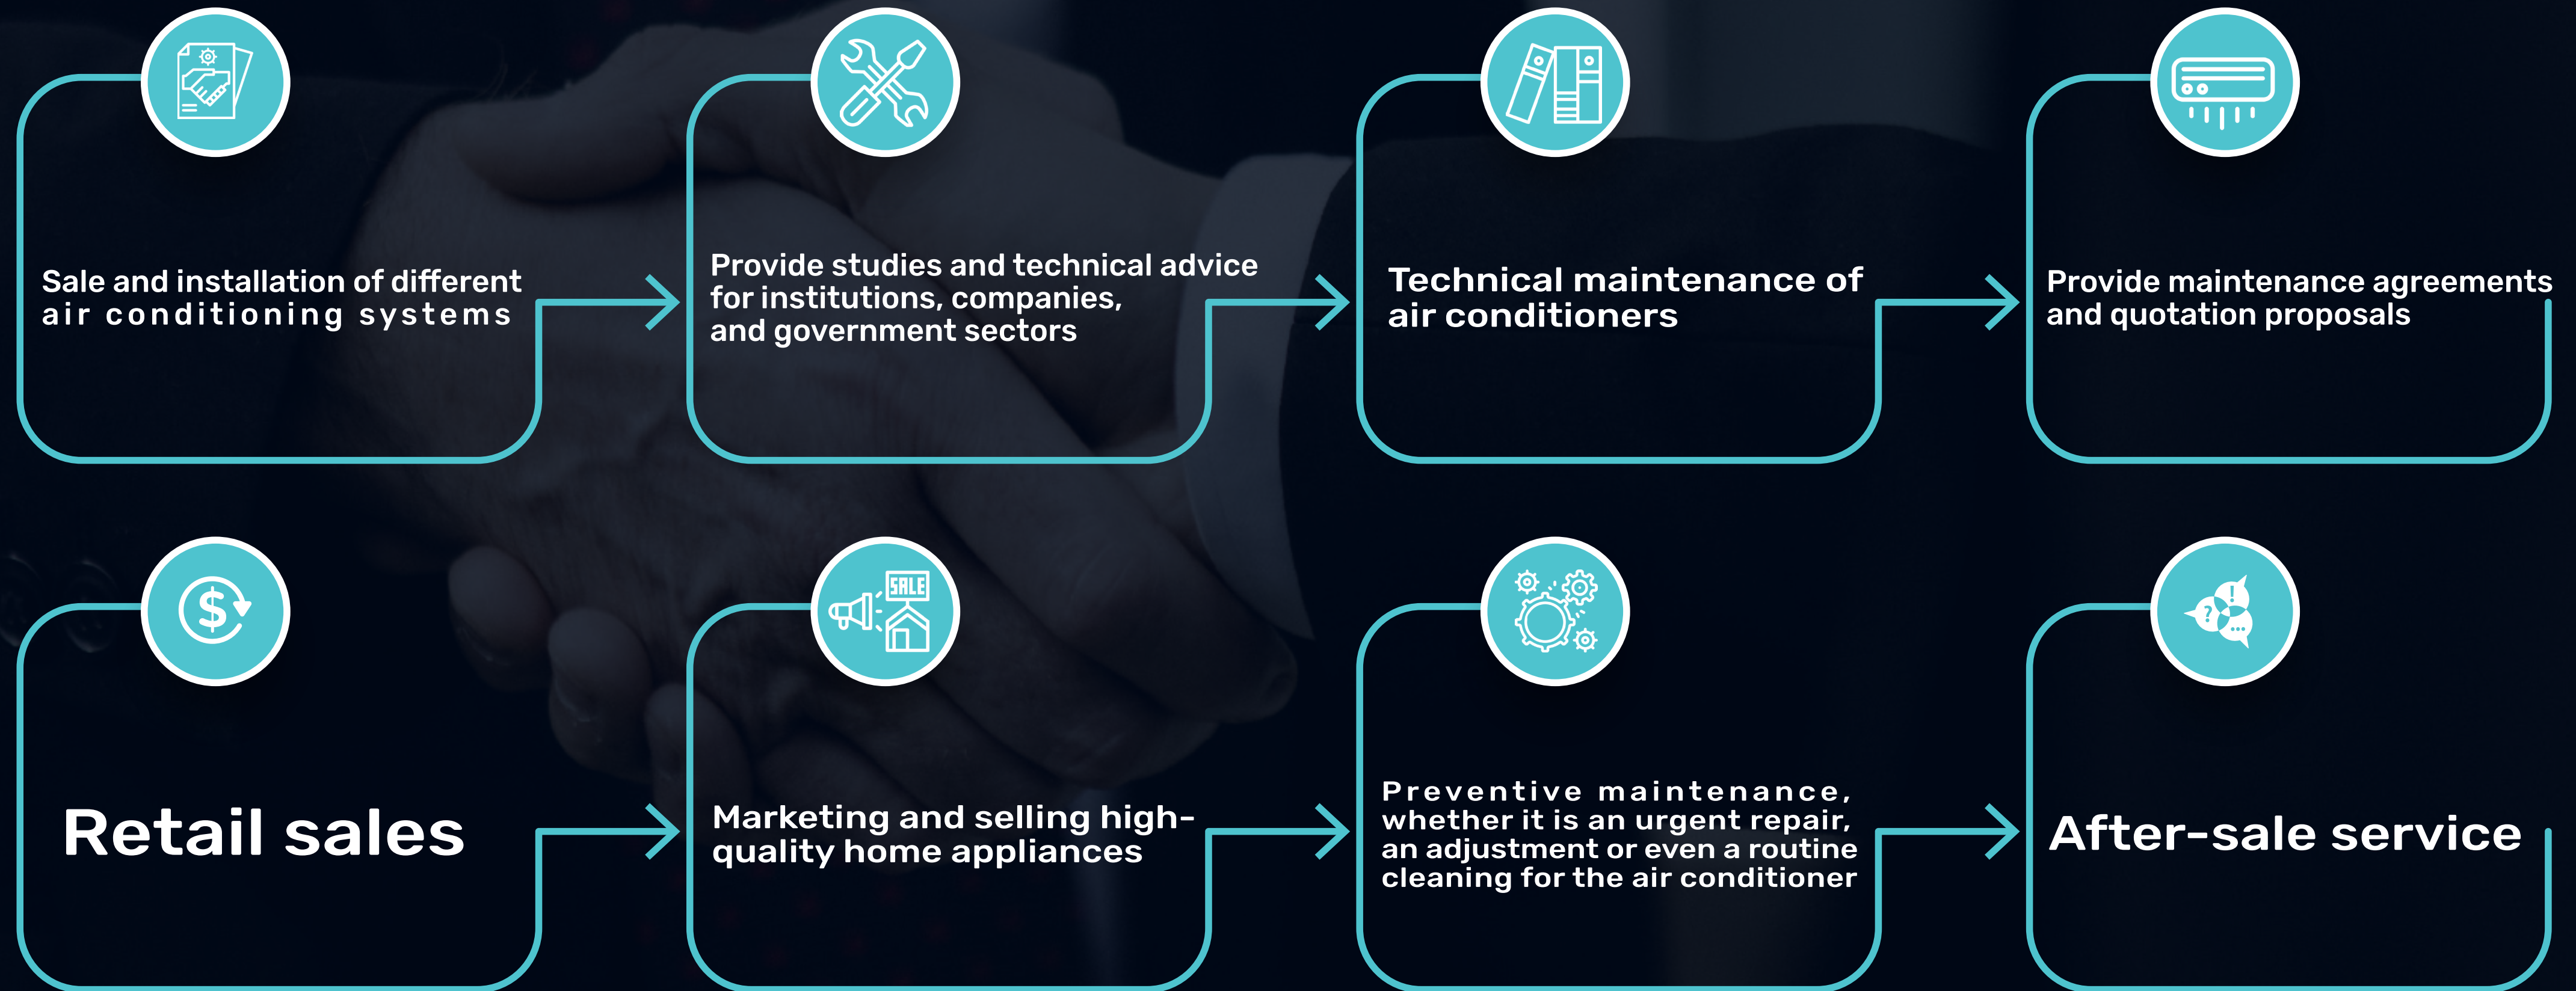 Sale and installation of different
air conditioning systems
Provide studies and technical advice
for institutions, companies,
and government sectors
Technical maintenance of
air conditioners
Provide maintenance agreements
and quotation proposals
$
Retail sales
SALE
Marketing and selling high-
quality home appliances
Preventive maintenance,
whether it is an urgent repair,
an adjustment or even a routine
cleaning for the air conditioner
! ? ...
After-sale service